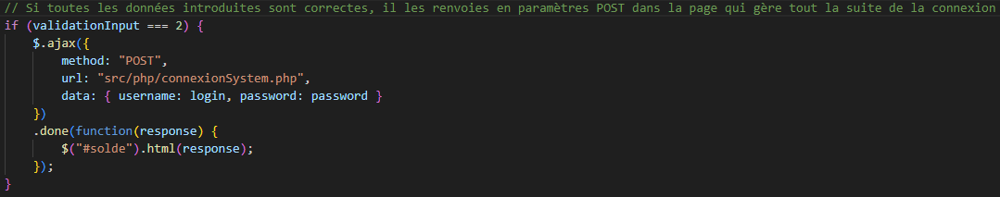 // Si toutes les données introduites sont correctes, il les renvoies en paramètres POST dans la page qui gère tout la suite de la connexion
if (validationInput === 2) {
    $.ajax({
        method: "POST",
        url: "src/php/connexionSystem.php",
        data: { username: login, password: password }
    })
    .done(function(response) {
        $("#solde").html(response);
    });
}